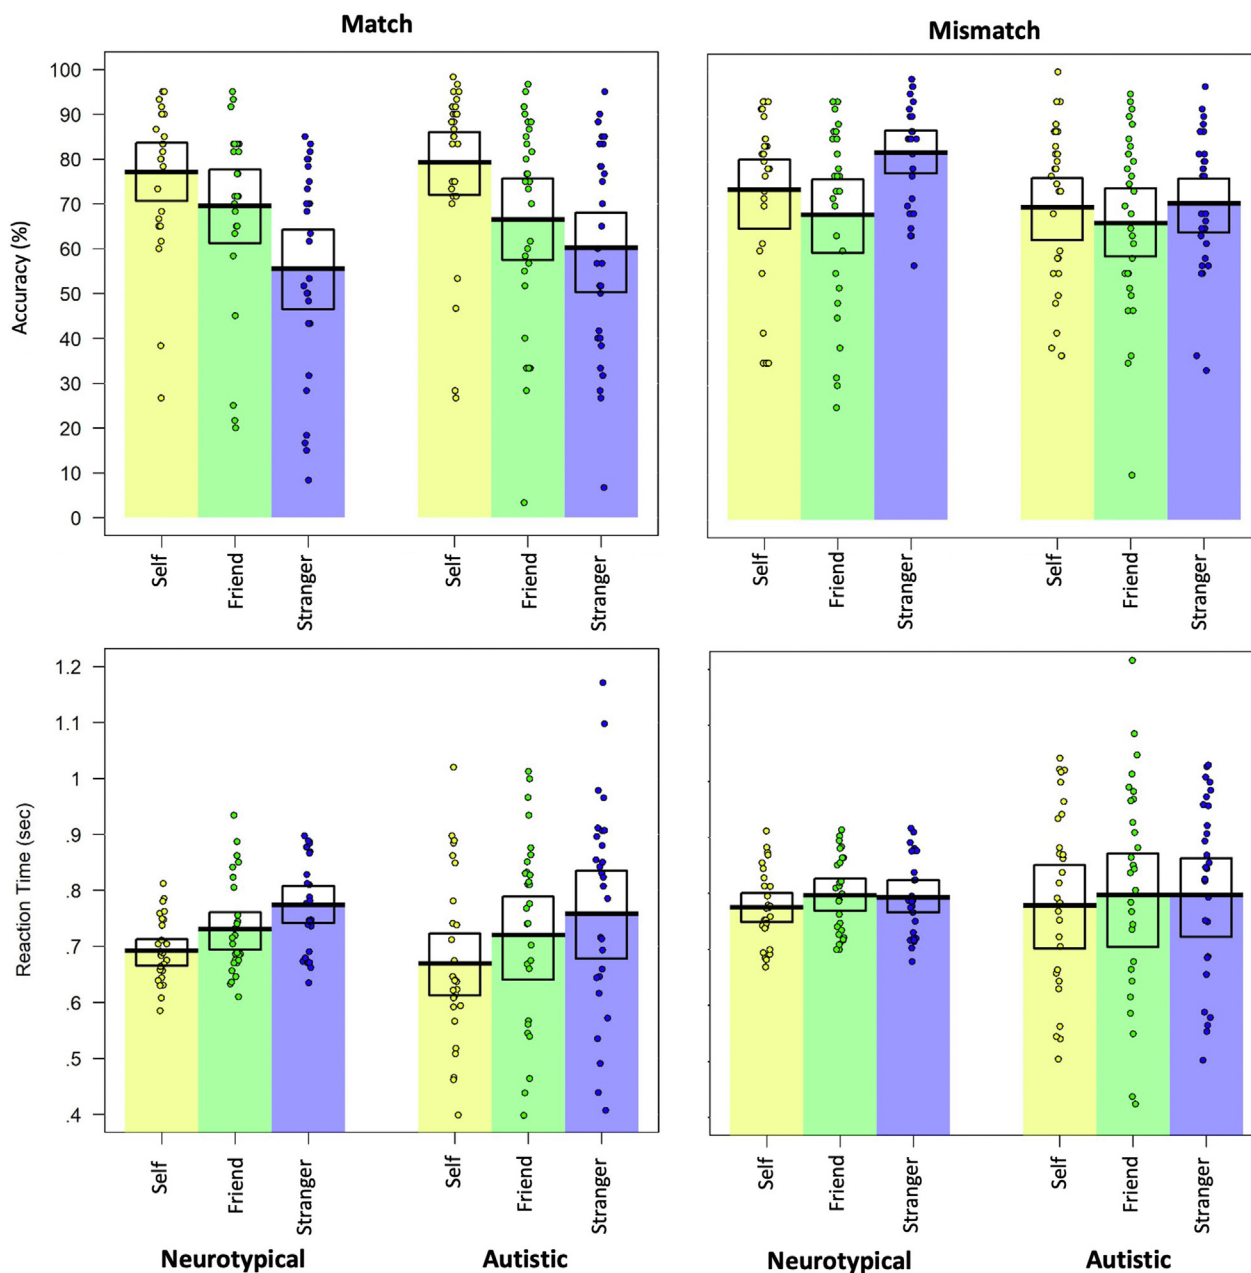 Match
Mismatch
Accuracy (%)
100
90
80
70
60
50
40
30
20
10
0
Self
Friend
Stranger
Self
Friend
Stranger
Self
Friend
Stranger
Self
Friend
Stranger
Reaction Time (sec)
1.2
1.1
1
.9
.8
.7
.6
.5
.4
Self
Friend
Stranger
Self
Friend
Stranger
Self
Friend
Stranger
Self
Friend
Stranger
Neurotypical
Autistic
Neurotypical
Autistic